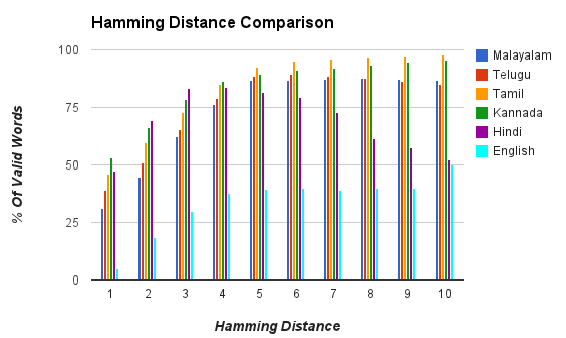 Hamming Distance Comparison
100
75
50
25
0
% Of Valid Words
1 2 3 4 5 6 7 8 9 10
Hamming Distance
Malayalam
Telugu
Tamil
Kannada
Hindi
English